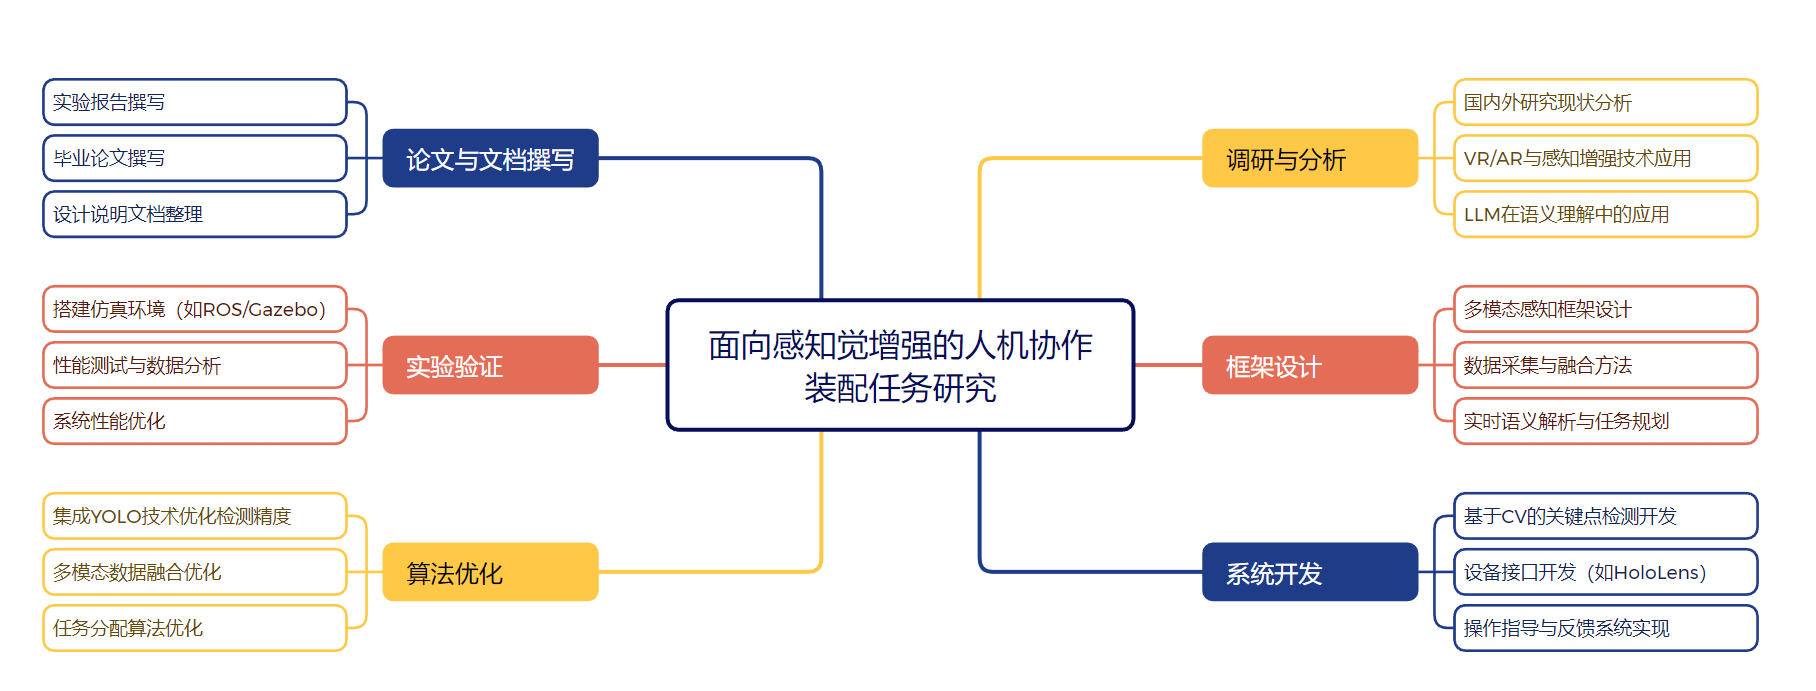 面向感知觉增强的人机协作
装配任务研究
调研与分析
国内外研究现状分析
VR/AR与感知增强技术应用
LLM在语义理解中的应用
框架设计
多模态感知框架设计
数据采集与融合方法
实时语义解析与任务规划
系统开发
基于CV的关键点检测开发
设备接口开发（如HoloLens）
操作指导与反馈系统实现
论文与文档撰写
实验报告撰写
毕业论文撰写
设计说明文档整理
实验验证
搭建仿真环境（如ROS/Gazebo）
性能测试与数据分析
系统性能优化
算法优化
集成YOLO技术优化检测精度
多模态数据融合优化
任务分配算法优化